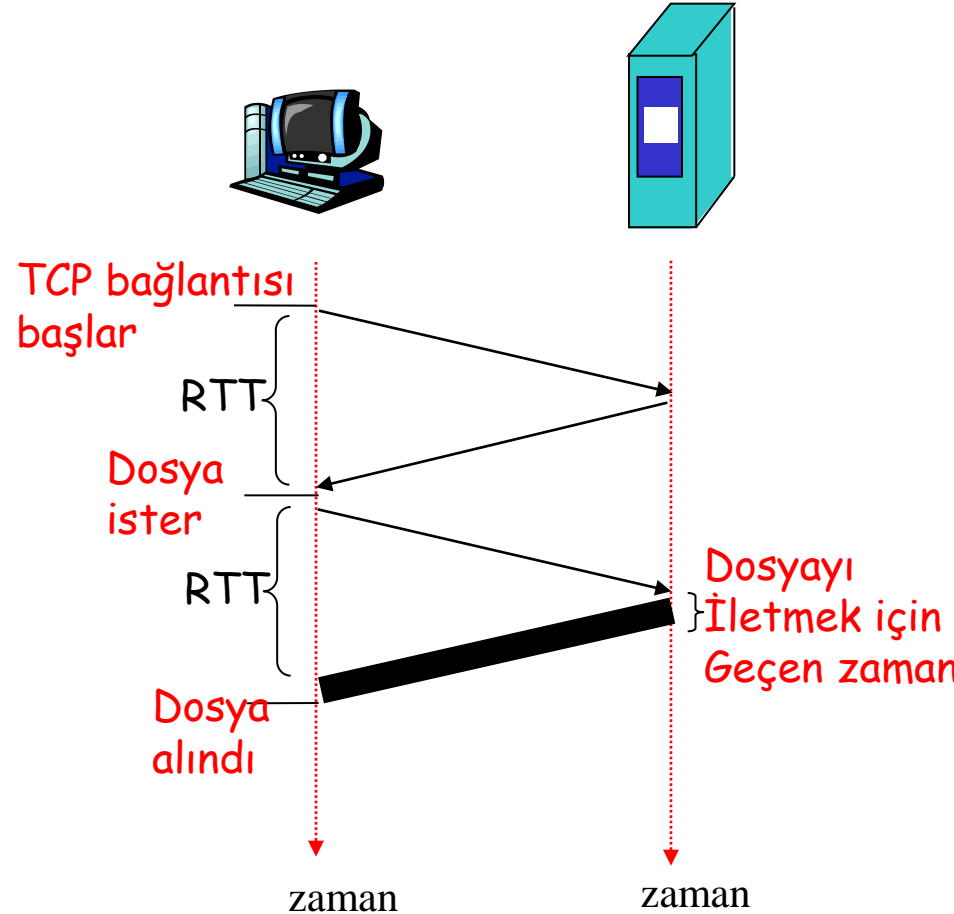 TCP bağlantısı
başlar
RTT
Dosya
ister
RTT
Dosyayı
İletmek için
Geçen zaman
Dosya
alındı
zaman
zaman